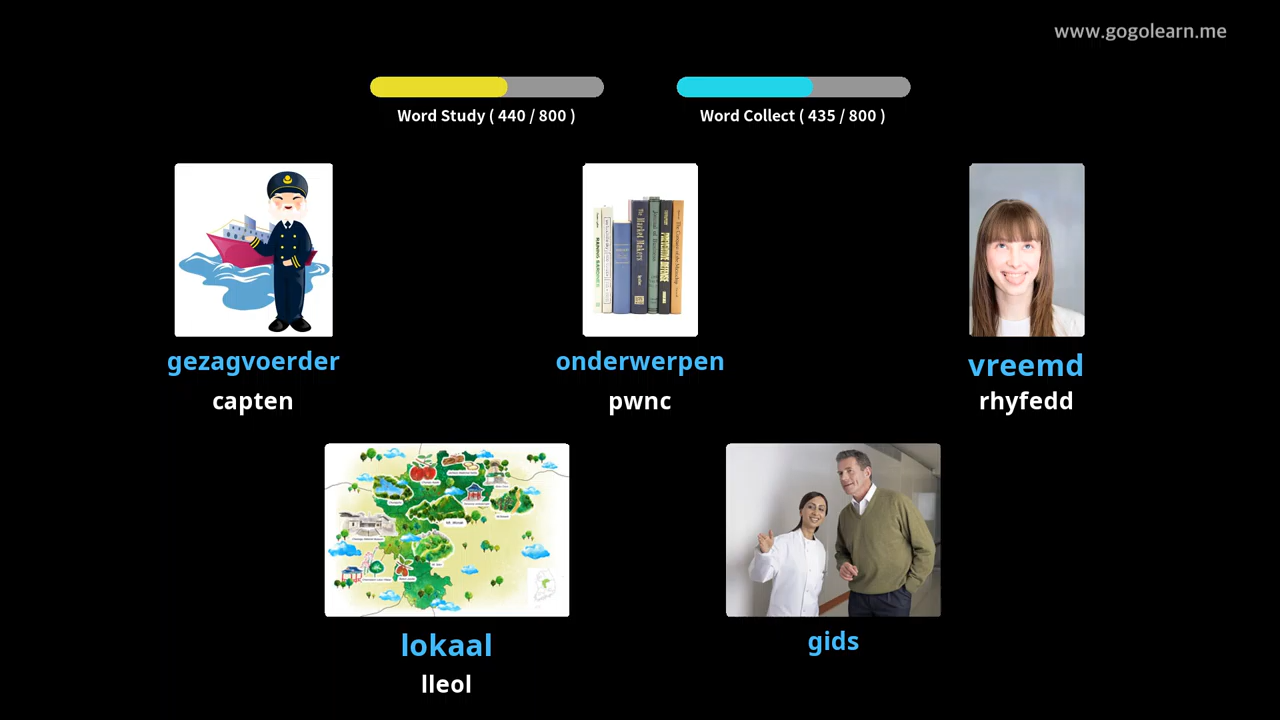 www.gogolearn.me
Word Study ( 440 / 800 )
Word Collect ( 435 / 800 )
gezagvoerder
capten
onderwerpen
pwnc
vreemd
rhyfedd
lokaal
lleol
gids